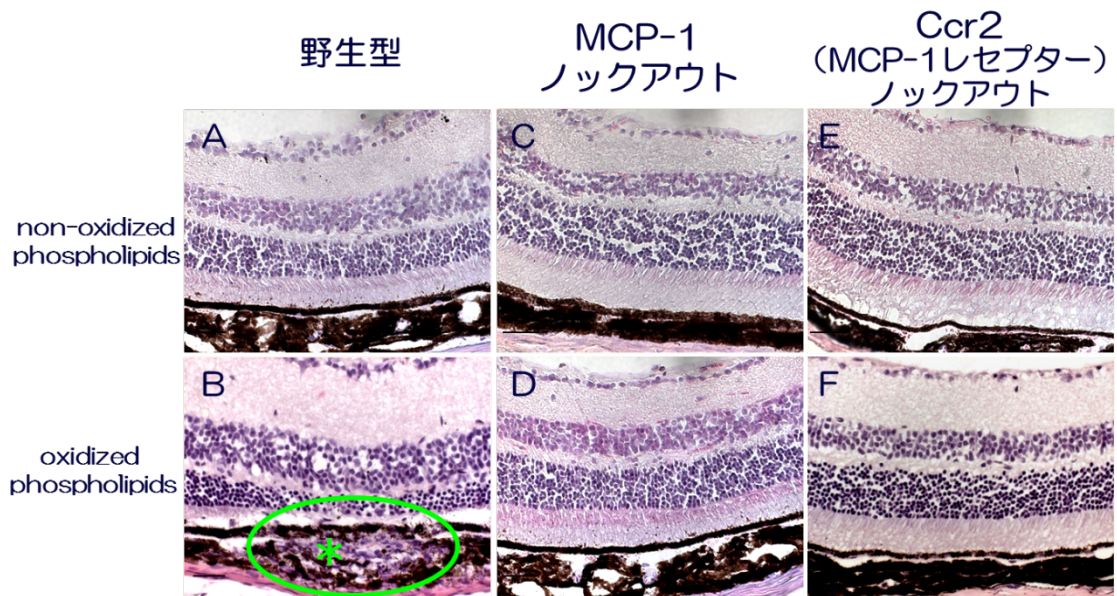 野生型
MCP-1
ノックアウト
Ccr2
(MCP-1レセプター)
ノックアウト
non-oxidized
phospholipids
A
C
E
oxidized
phospholipids
B
*
D
F